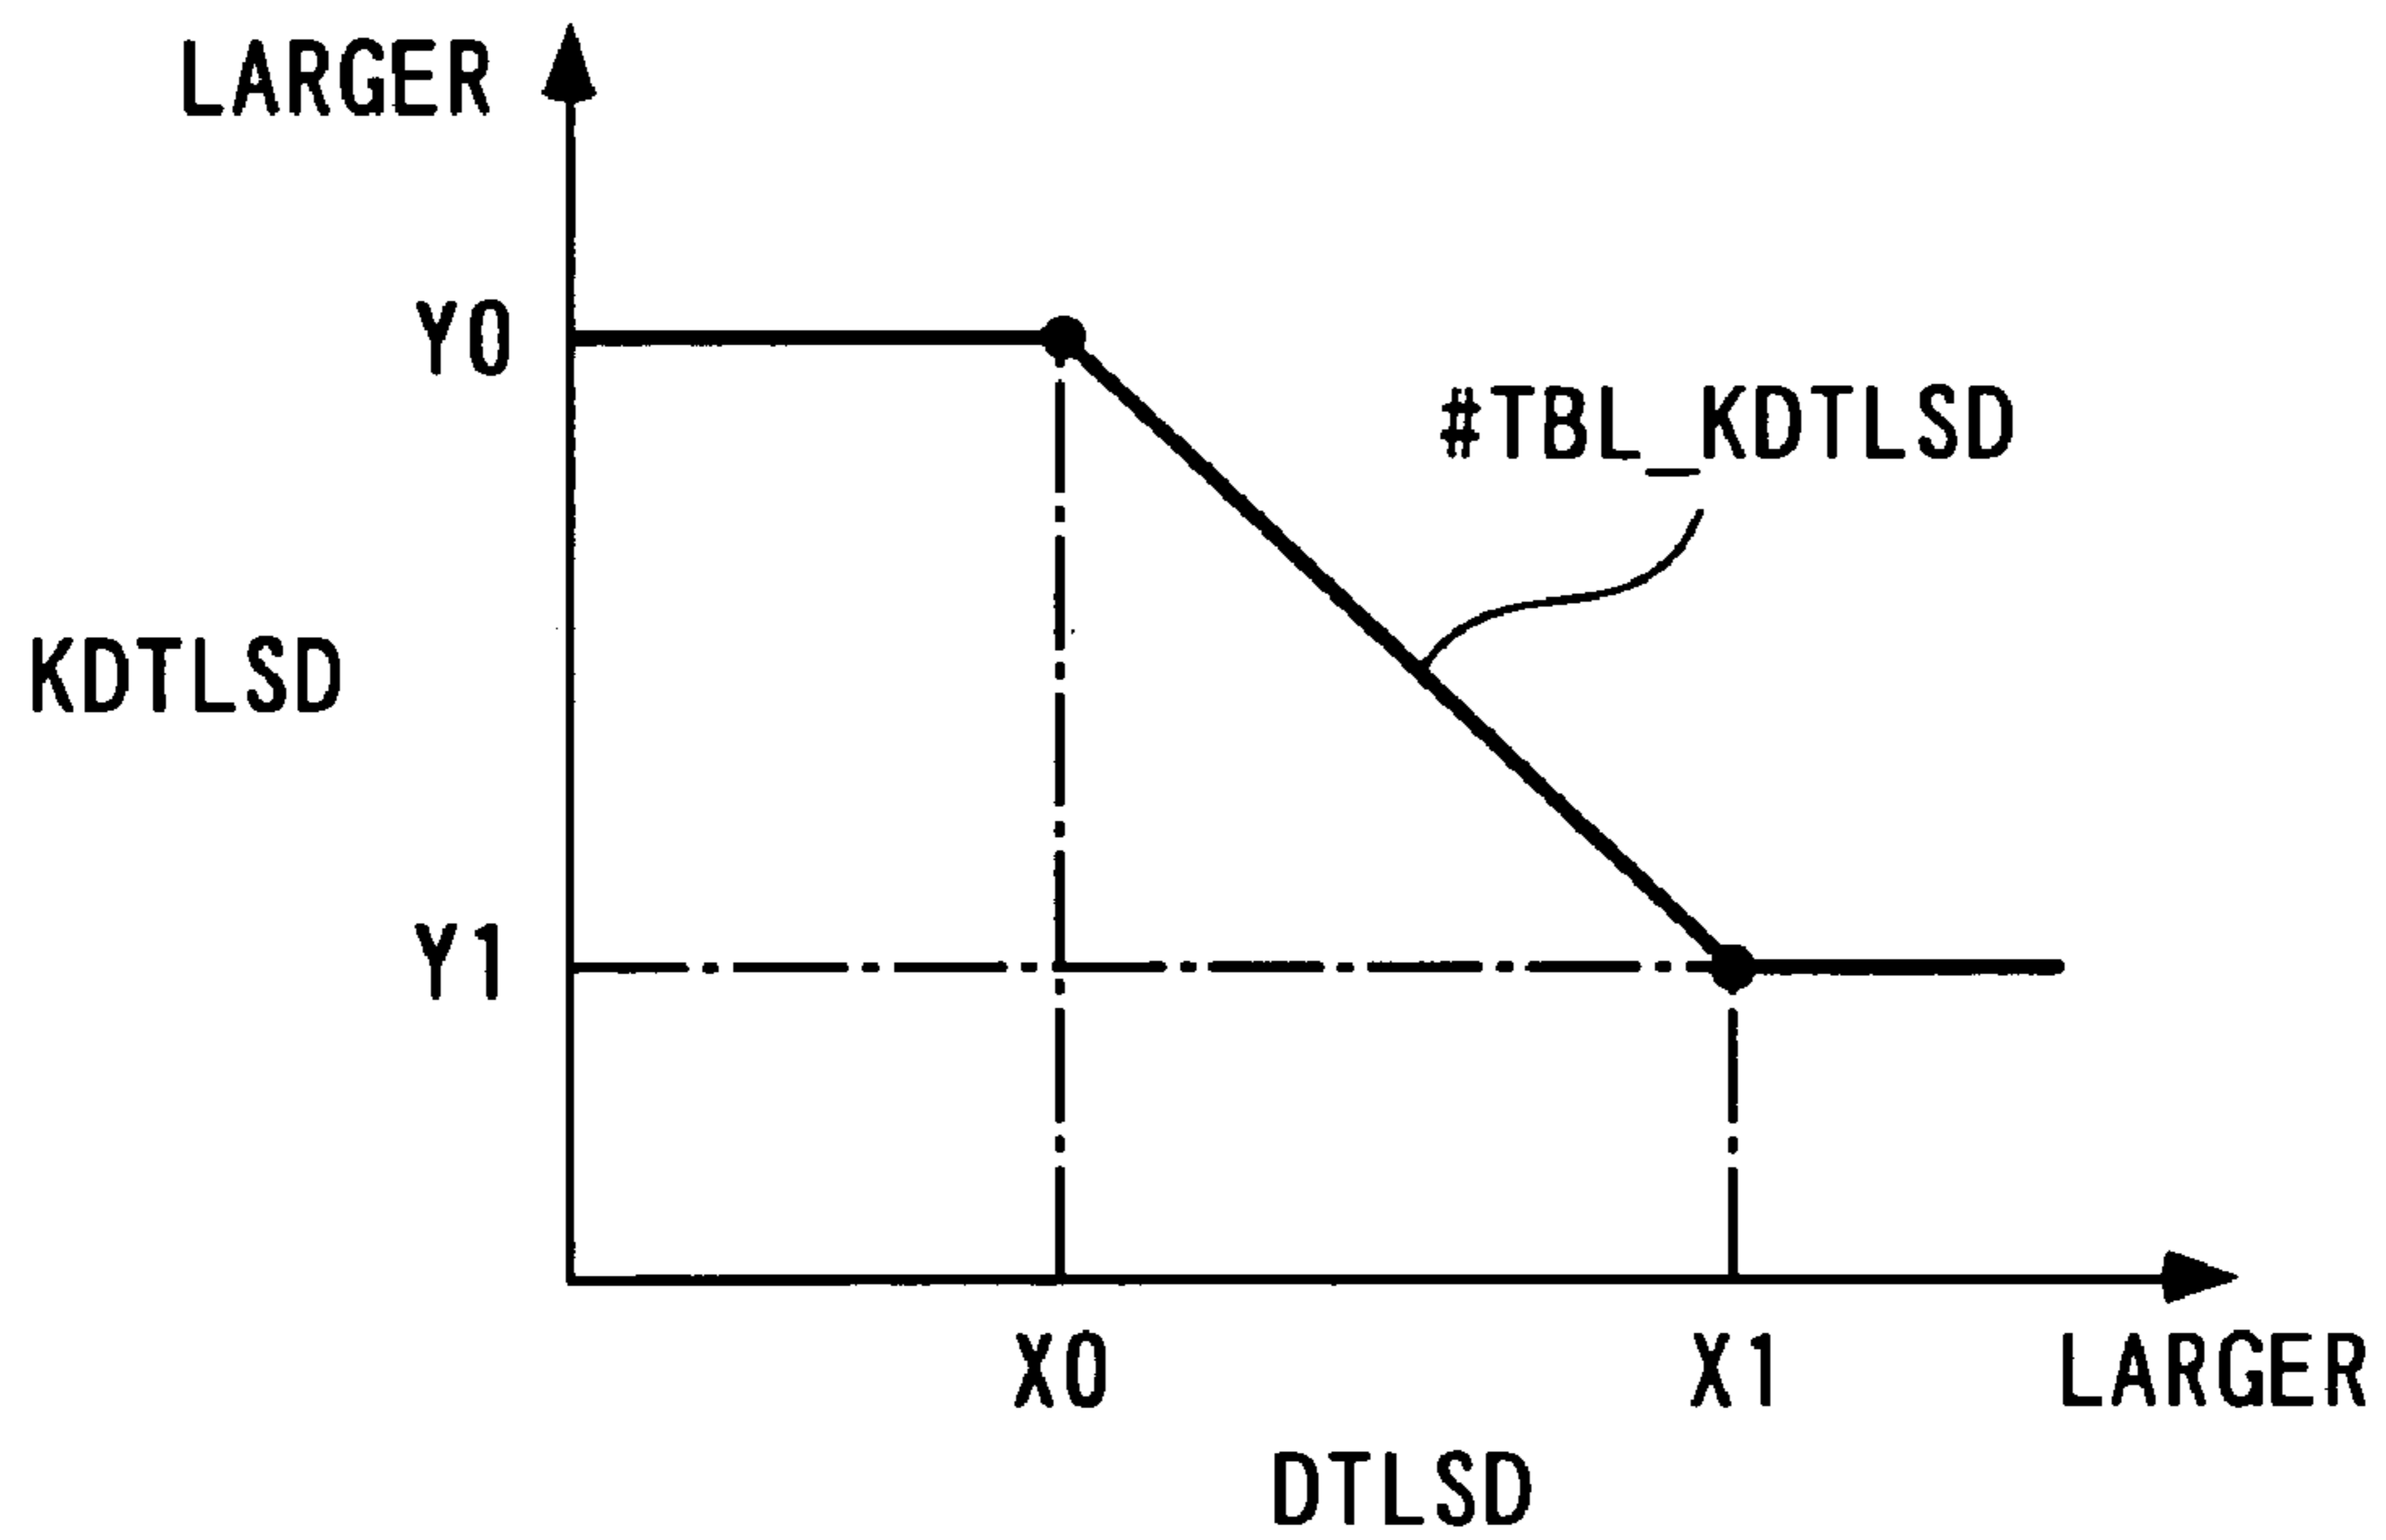 LARGER
Y0
#TBL_KDTLSD
KDTLSD
Y1
X0
X1
LARGER
DTLSD